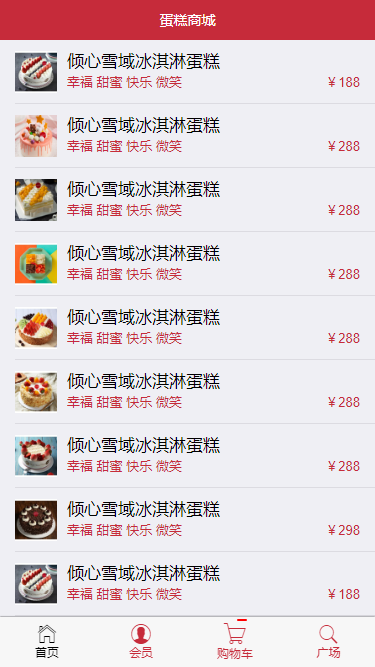 蛋糕商城
倾心雪域冰淇淋蛋糕
幸福 甜蜜 快乐 微笑 ￥188
倾心雪域冰淇淋蛋糕
幸福 甜蜜 快乐 微笑 ￥288
倾心雪域冰淇淋蛋糕
幸福 甜蜜 快乐 微笑 ￥288
倾心雪域冰淇淋蛋糕
幸福 甜蜜 快乐 微笑 ￥288
倾心雪域冰淇淋蛋糕
幸福 甜蜜 快乐 微笑 ￥288
倾心雪域冰淇淋蛋糕
幸福 甜蜜 快乐 微笑 ￥288
倾心雪域冰淇淋蛋糕
幸福 甜蜜 快乐 微笑 ￥288
倾心雪域冰淇淋蛋糕
幸福 甜蜜 快乐 微笑 ￥298
倾心雪域冰淇淋蛋糕
幸福 甜蜜 快乐 微笑 ￥188
首页 会员 购物车 广场